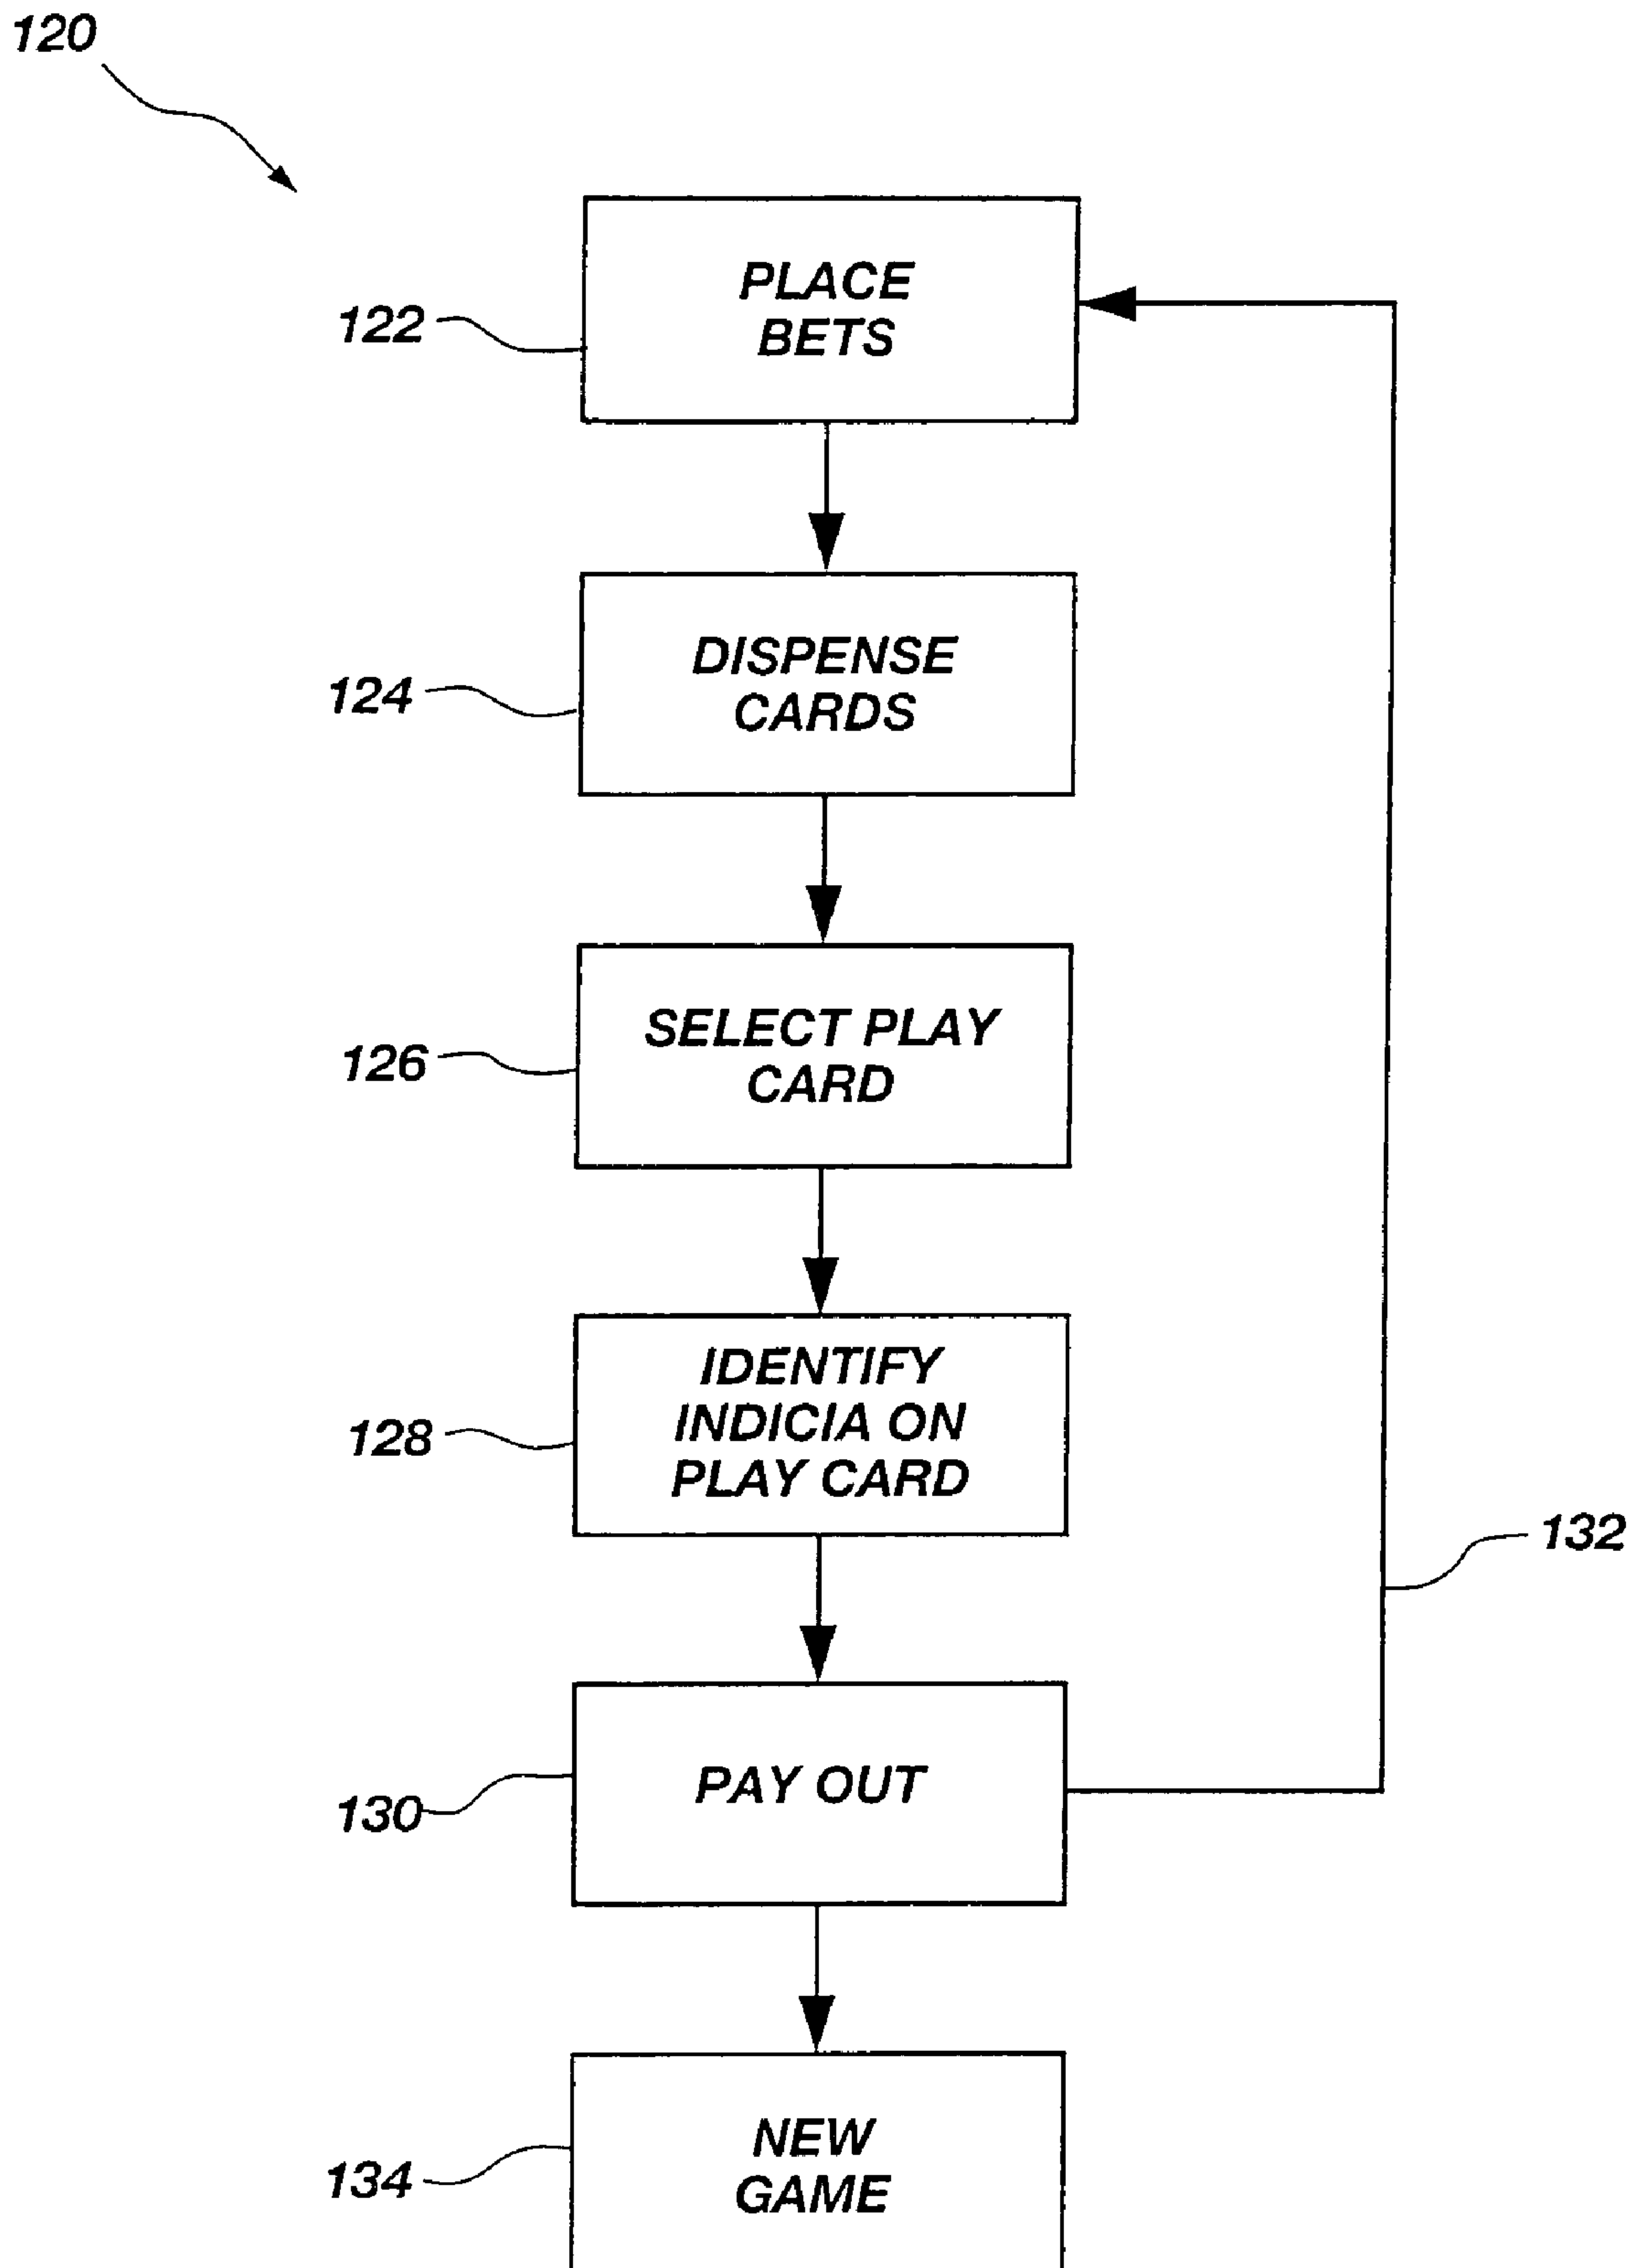 120
PLACE
BETS
122
DISPENSE
CARDS
124
SELECT PLAY
CARD
126
IDENTIFY
INDICIA ON
PLAY CARD
128
132
PAY OUT
130
NEW
GAME
134